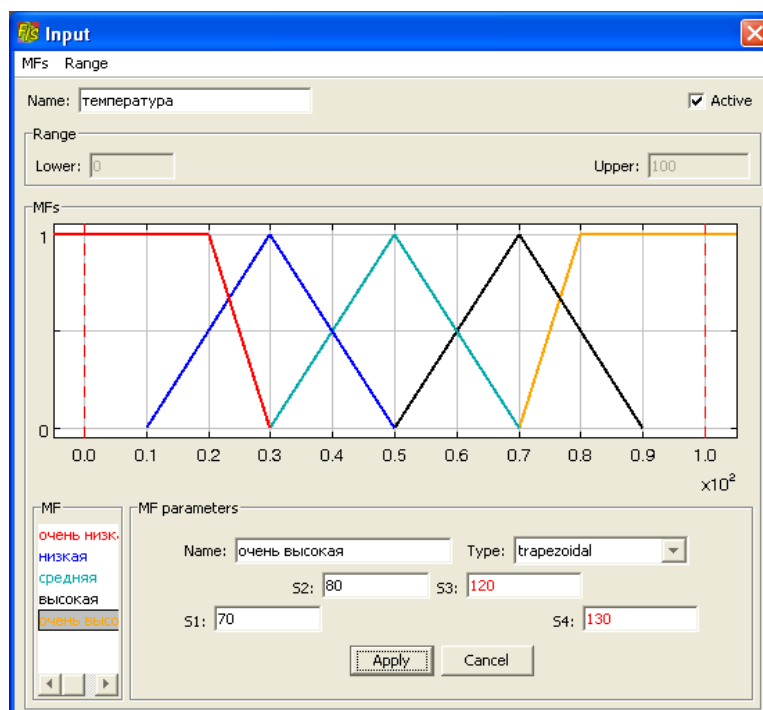 Input
MFs Range
Name: температура Active
Range
Lower: 0 Upper: 100
MFs
1
0
0.0 0.1 0.2 0.3 0.4 0.5 0.6 0.7 0.8 0.9 1.0
x10²
MF MF parameters
очень низк
Name: очень высокая Type: trapezoidal
низкая
средняя
S2: 80 S3: 120
высокая
очень высо
S1: 70 S4: 130
Apply Cancel